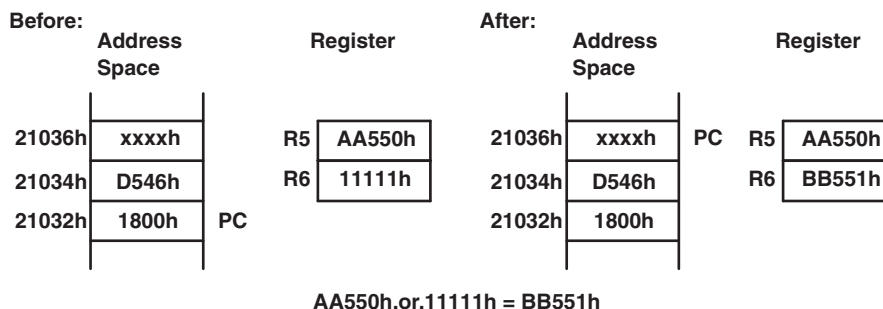 Before:
Address Space
Register
21036h xxxxh
21034h D546h
21032h 1800h PC
R5 AA550h
R6 11111h
After:
Address Space
Register
21036h xxxxh PC
21034h D546h
21032h 1800h
R5 AA550h
R6 BB551h
AA550h.or.11111h = BB551h